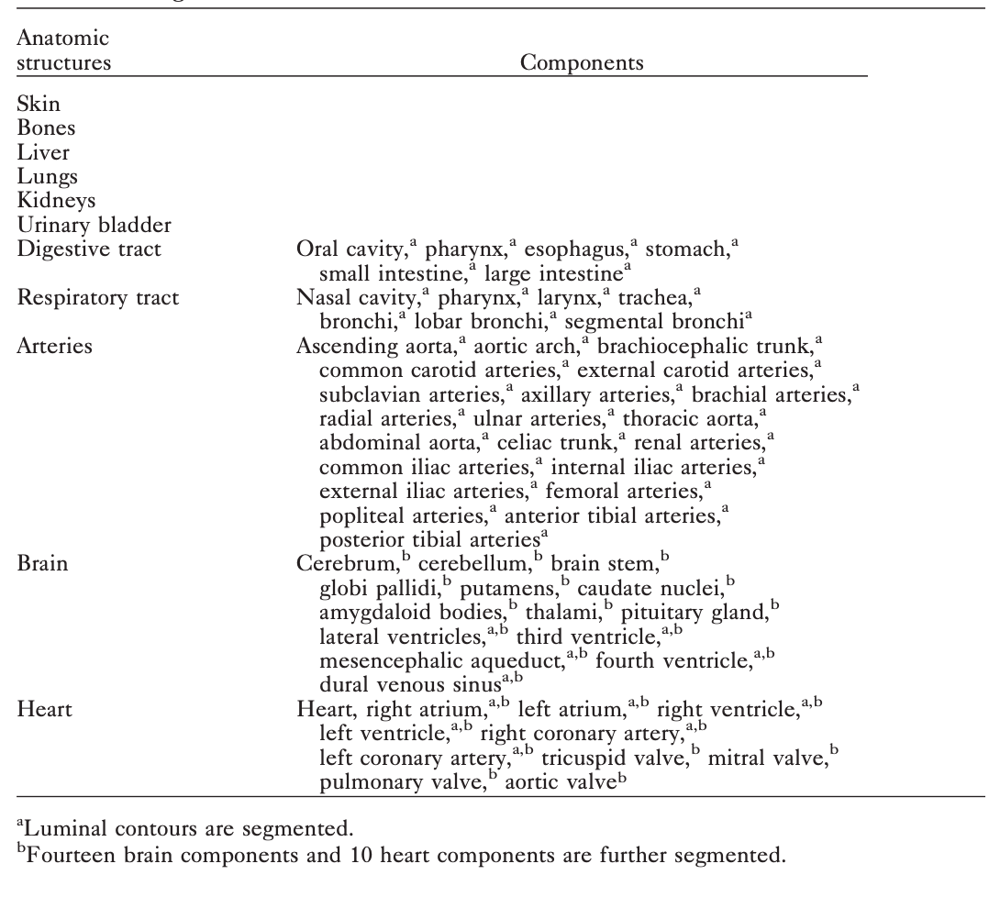 Anatomic
structures Components
Skin
Bones
Liver
Lungs
Kidneys
Urinary bladder
Digestive tract Oral cavity,a pharynx,a esophagus,a stomach,a
small intestine,a large intestinea
Respiratory tract Nasal cavity,a pharynx,a larynx,a trachea,a
bronchi,a lobar bronchi,a segmental bronchia
Arteries Ascending aorta,a aortic arch,a brachiocephalic trunk,a
common carotid arteries,a external carotid arteries,a
subclavian arteries,a axillary arteries,a brachial arteries,a
radial arteries,a ulnar arteries,a thoracic aorta,a
abdominal aorta,a celiac trunk,a renal arteries,a
common iliac arteries,a internal iliac arteries,a
external iliac arteries,a femoral arteries,a
popliteal arteries,a anterior tibial arteries,a
posterior tibial arteriesa
Brain Cerebrum,b cerebellum,b brain stem,b
globi pallidi,b putamens,b caudate nuclei,b
amygdaloid bodies,b thalami,b pituitary gland,b
lateral ventricles,a,b third ventricle,a,b
mesencephalic aqueduct,a,b fourth ventricle,a,b
dural venous sinusa,b
Heart Heart, right atrium,a,b left atrium,a,b right ventricle,a,b
left ventricle,a,b right coronary artery,a,b
left coronary artery,a,b tricuspid valve,b mitral valve,b
pulmonary valve,b aortic valveb
aLuminal contours are segmented.
bFourteen brain components and 10 heart components are further segmented.